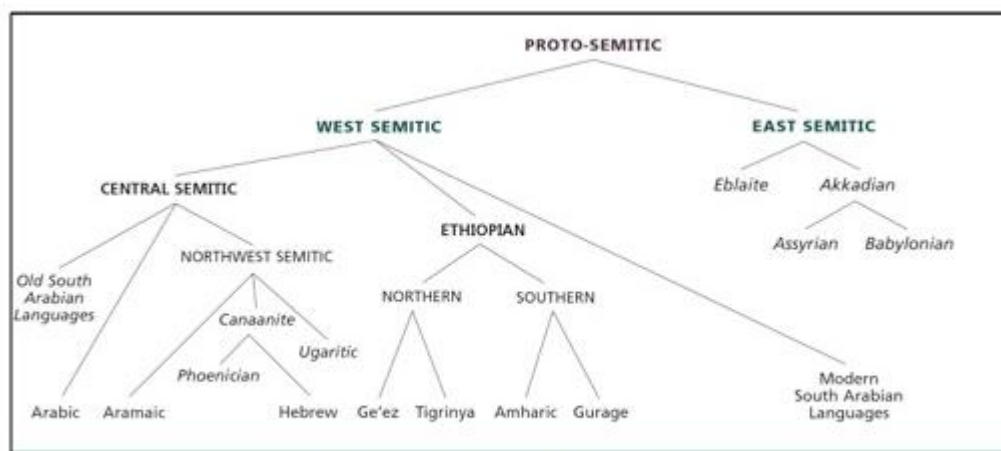 PROTO-SEMITIC
WEST SEMITIC
EAST SEMITIC
CENTRAL SEMITIC
Eblaite
Akkadian
ETHIOPIAN
Assyrian
Babylonian
NORTHWEST SEMITIC
Old South
Arabian
Languages
NORTHERN
SOUTHERN
Canaanite
Ugaritic
Phoenician
Modern
South Arabian
Languages
Arabic
Aramaic
Hebrew
Ge'ez
Tigrinya
Amharic
Gurage